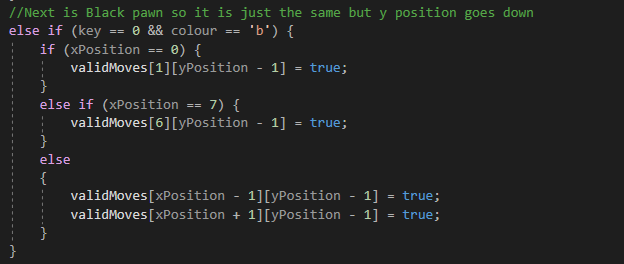 //Next is Black pawn so it is just the same but y position goes down
else if (key == 0 && colour == 'b') {
    if (xPosition == 0) {
        validMoves[1][yPosition - 1] = true;
    }
    else if (xPosition == 7) {
        validMoves[6][yPosition - 1] = true;
    }
    else
    {
        validMoves[xPosition - 1][yPosition - 1] = true;
        validMoves[xPosition + 1][yPosition - 1] = true;
    }
}